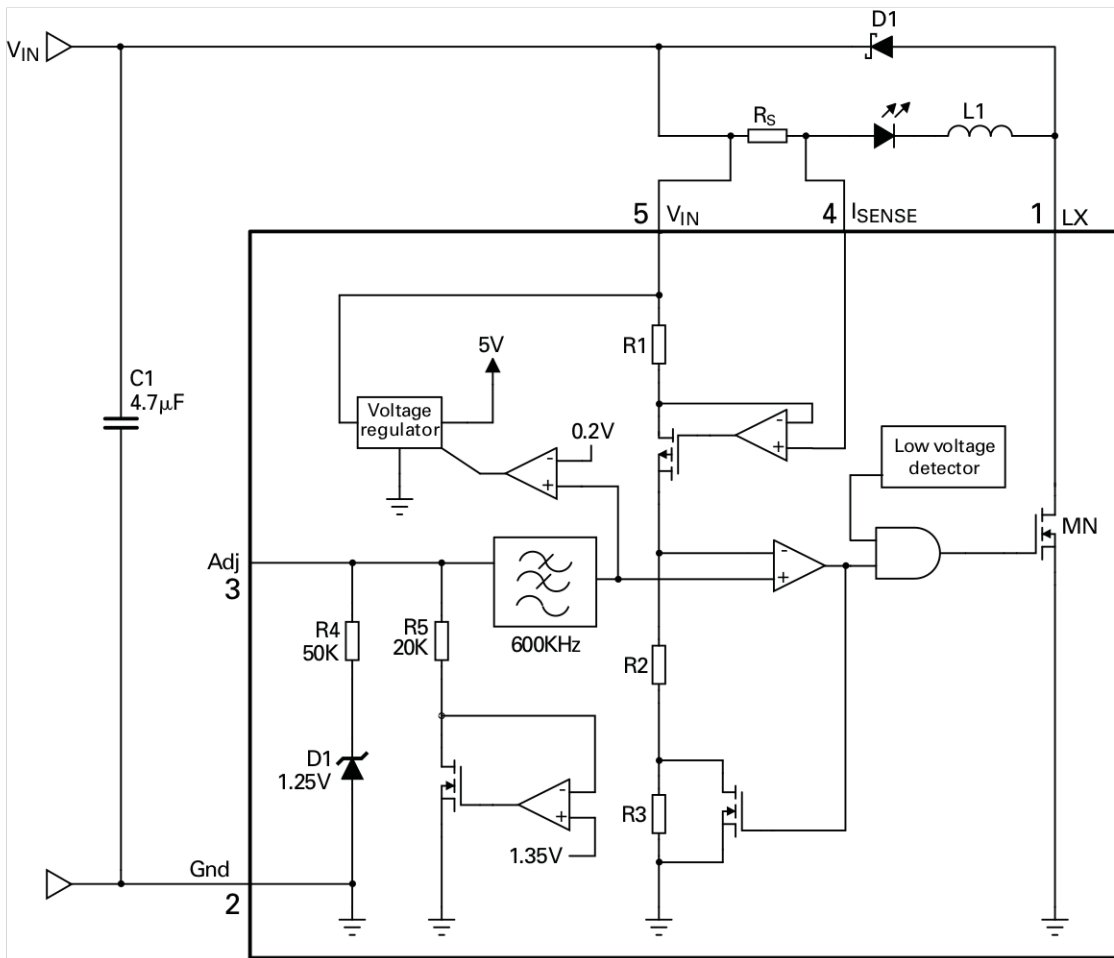 D1
VIN
RS
L1
5
VIN
4
ISENSE
1
LX
R1
5V
C1
4.7µF
Voltage
regulator
0.2V
Low voltage
detector
MN
Adj
3
R4
50K
R5
20K
600KHz
R2
D1
1.25V
R3
1.35V
Gnd
2
-
+
-
+
-
+
-
+